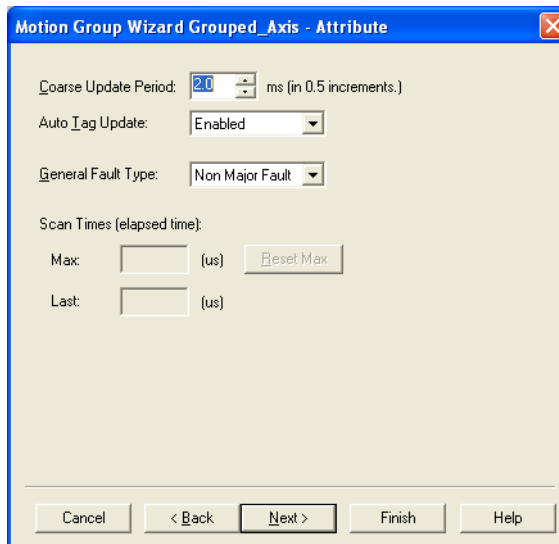 Motion Group Wizard Grouped_Axis - Attribute
Coarse Update Period: 2.0 ms (in 0.5 increments.)
Auto Tag Update: Enabled
General Fault Type: Non Major Fault
Scan Times (elapsed time):
Max: (us) Reset Max
Last: (us)
Cancel < Back Next > Finish Help